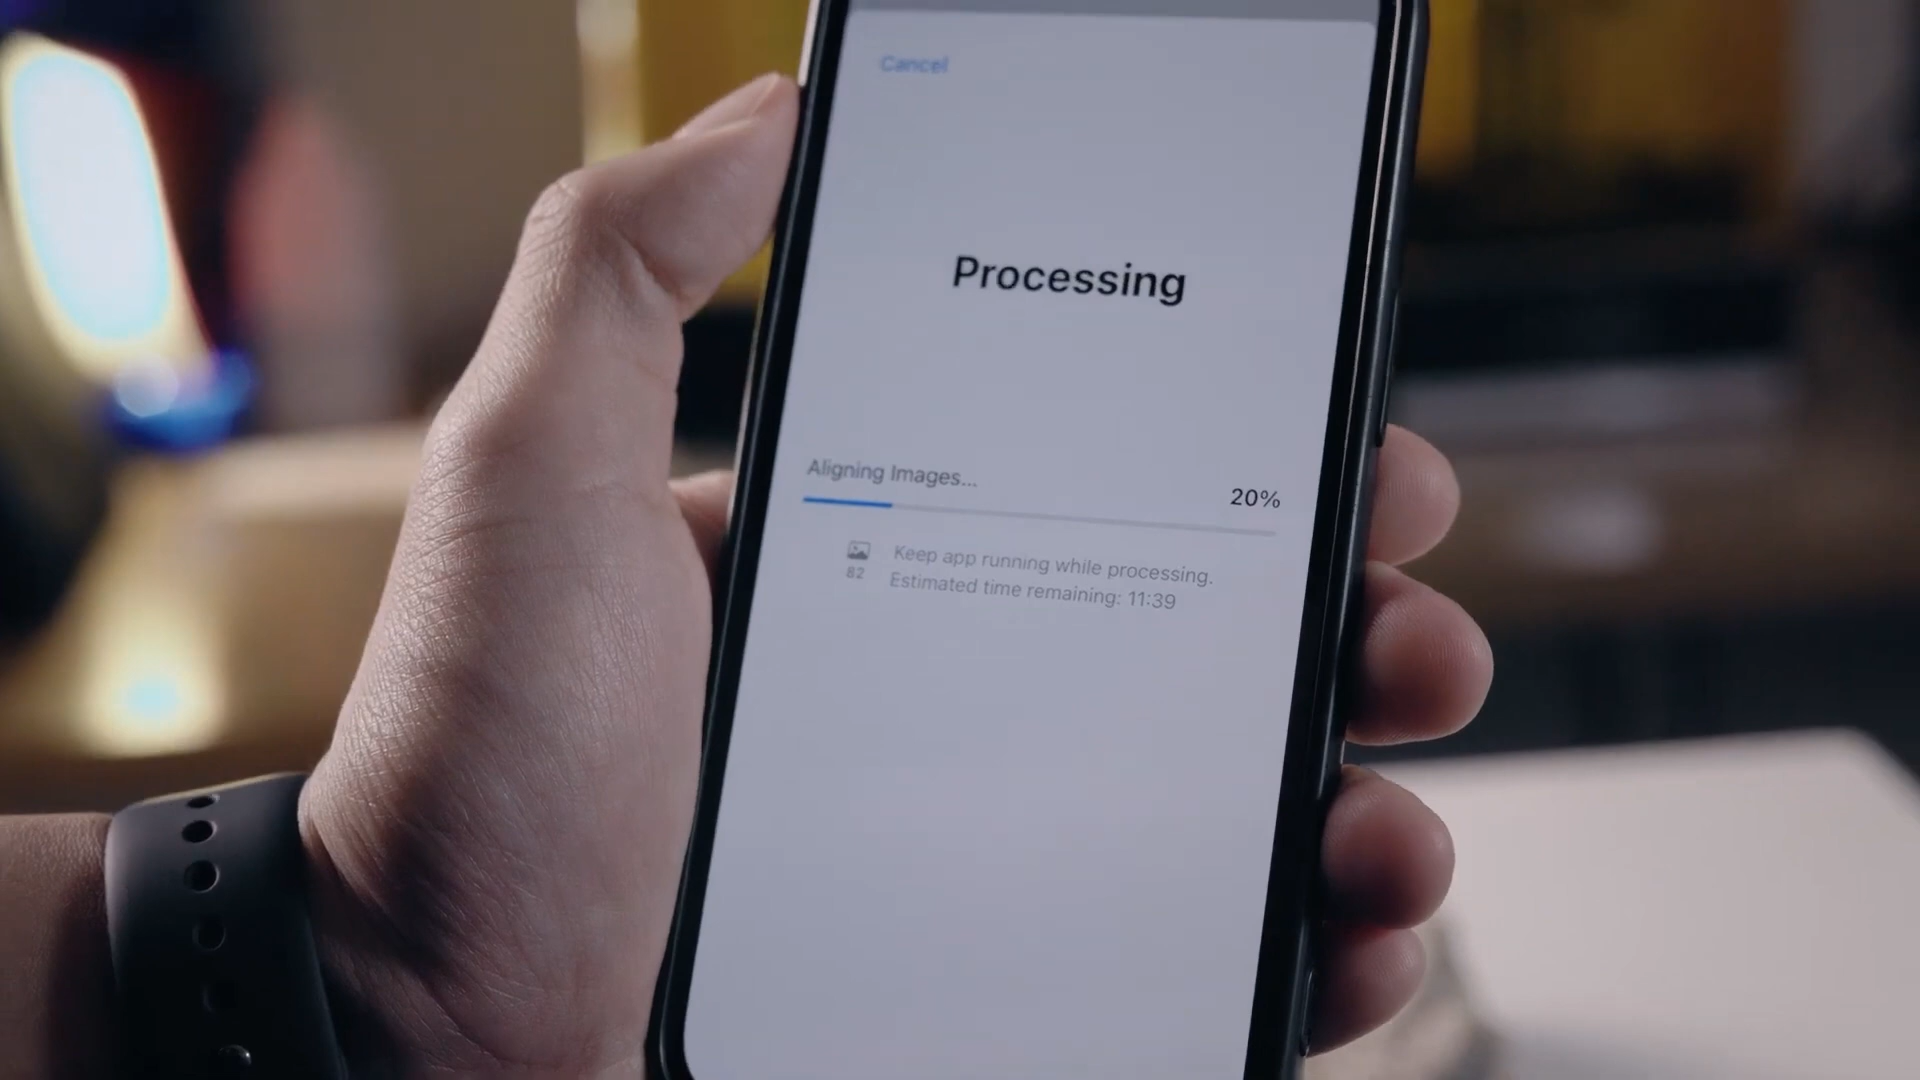 Cancel
Processing
Aligning Images...
20%
Keep app running while processing.
82
Estimated time remaining: 11:39